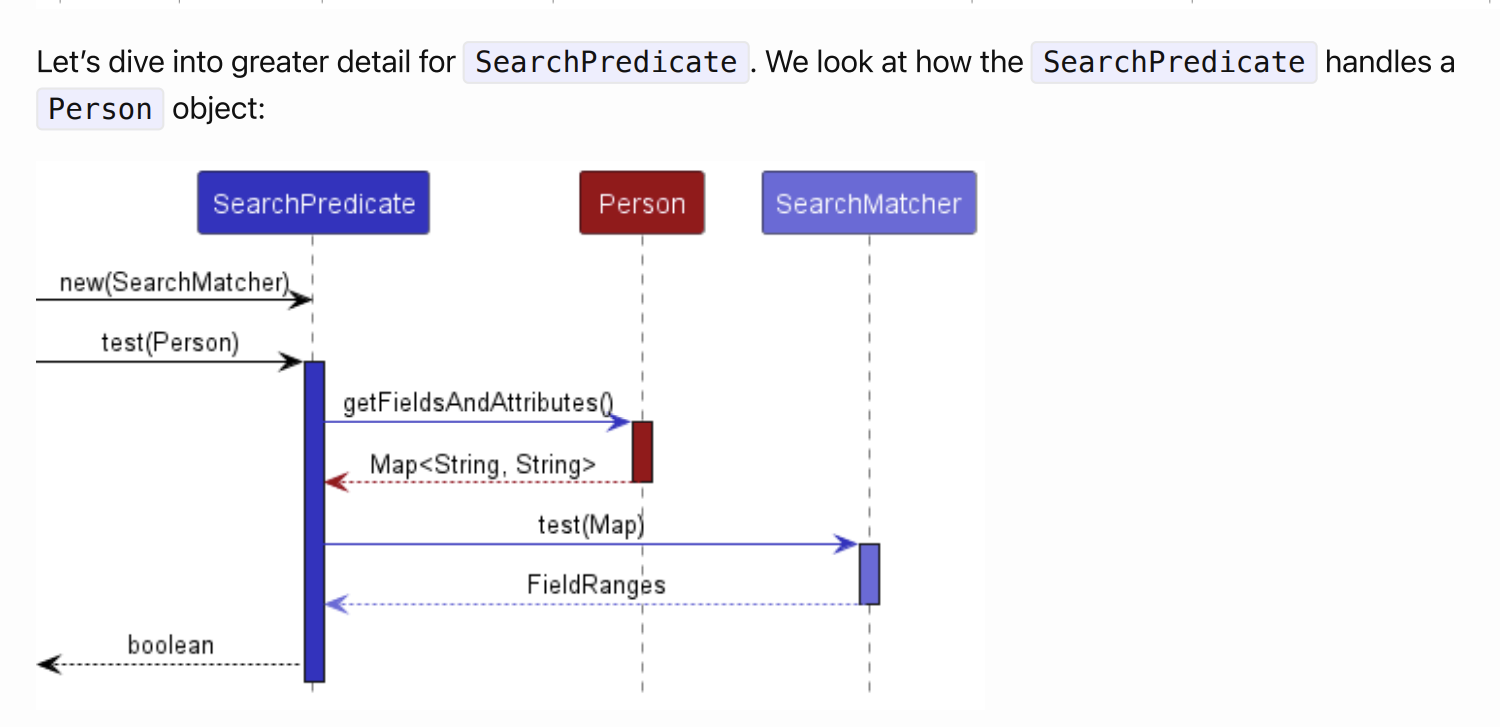 Let’s dive into greater detail for SearchPredicate. We look at how the SearchPredicate handles a
Person object:
SearchPredicate
Person
SearchMatcher
new(SearchMatcher)
test(Person)
getFieldsAndAttributes()
Map<String, String>
test(Map)
FieldRanges
boolean